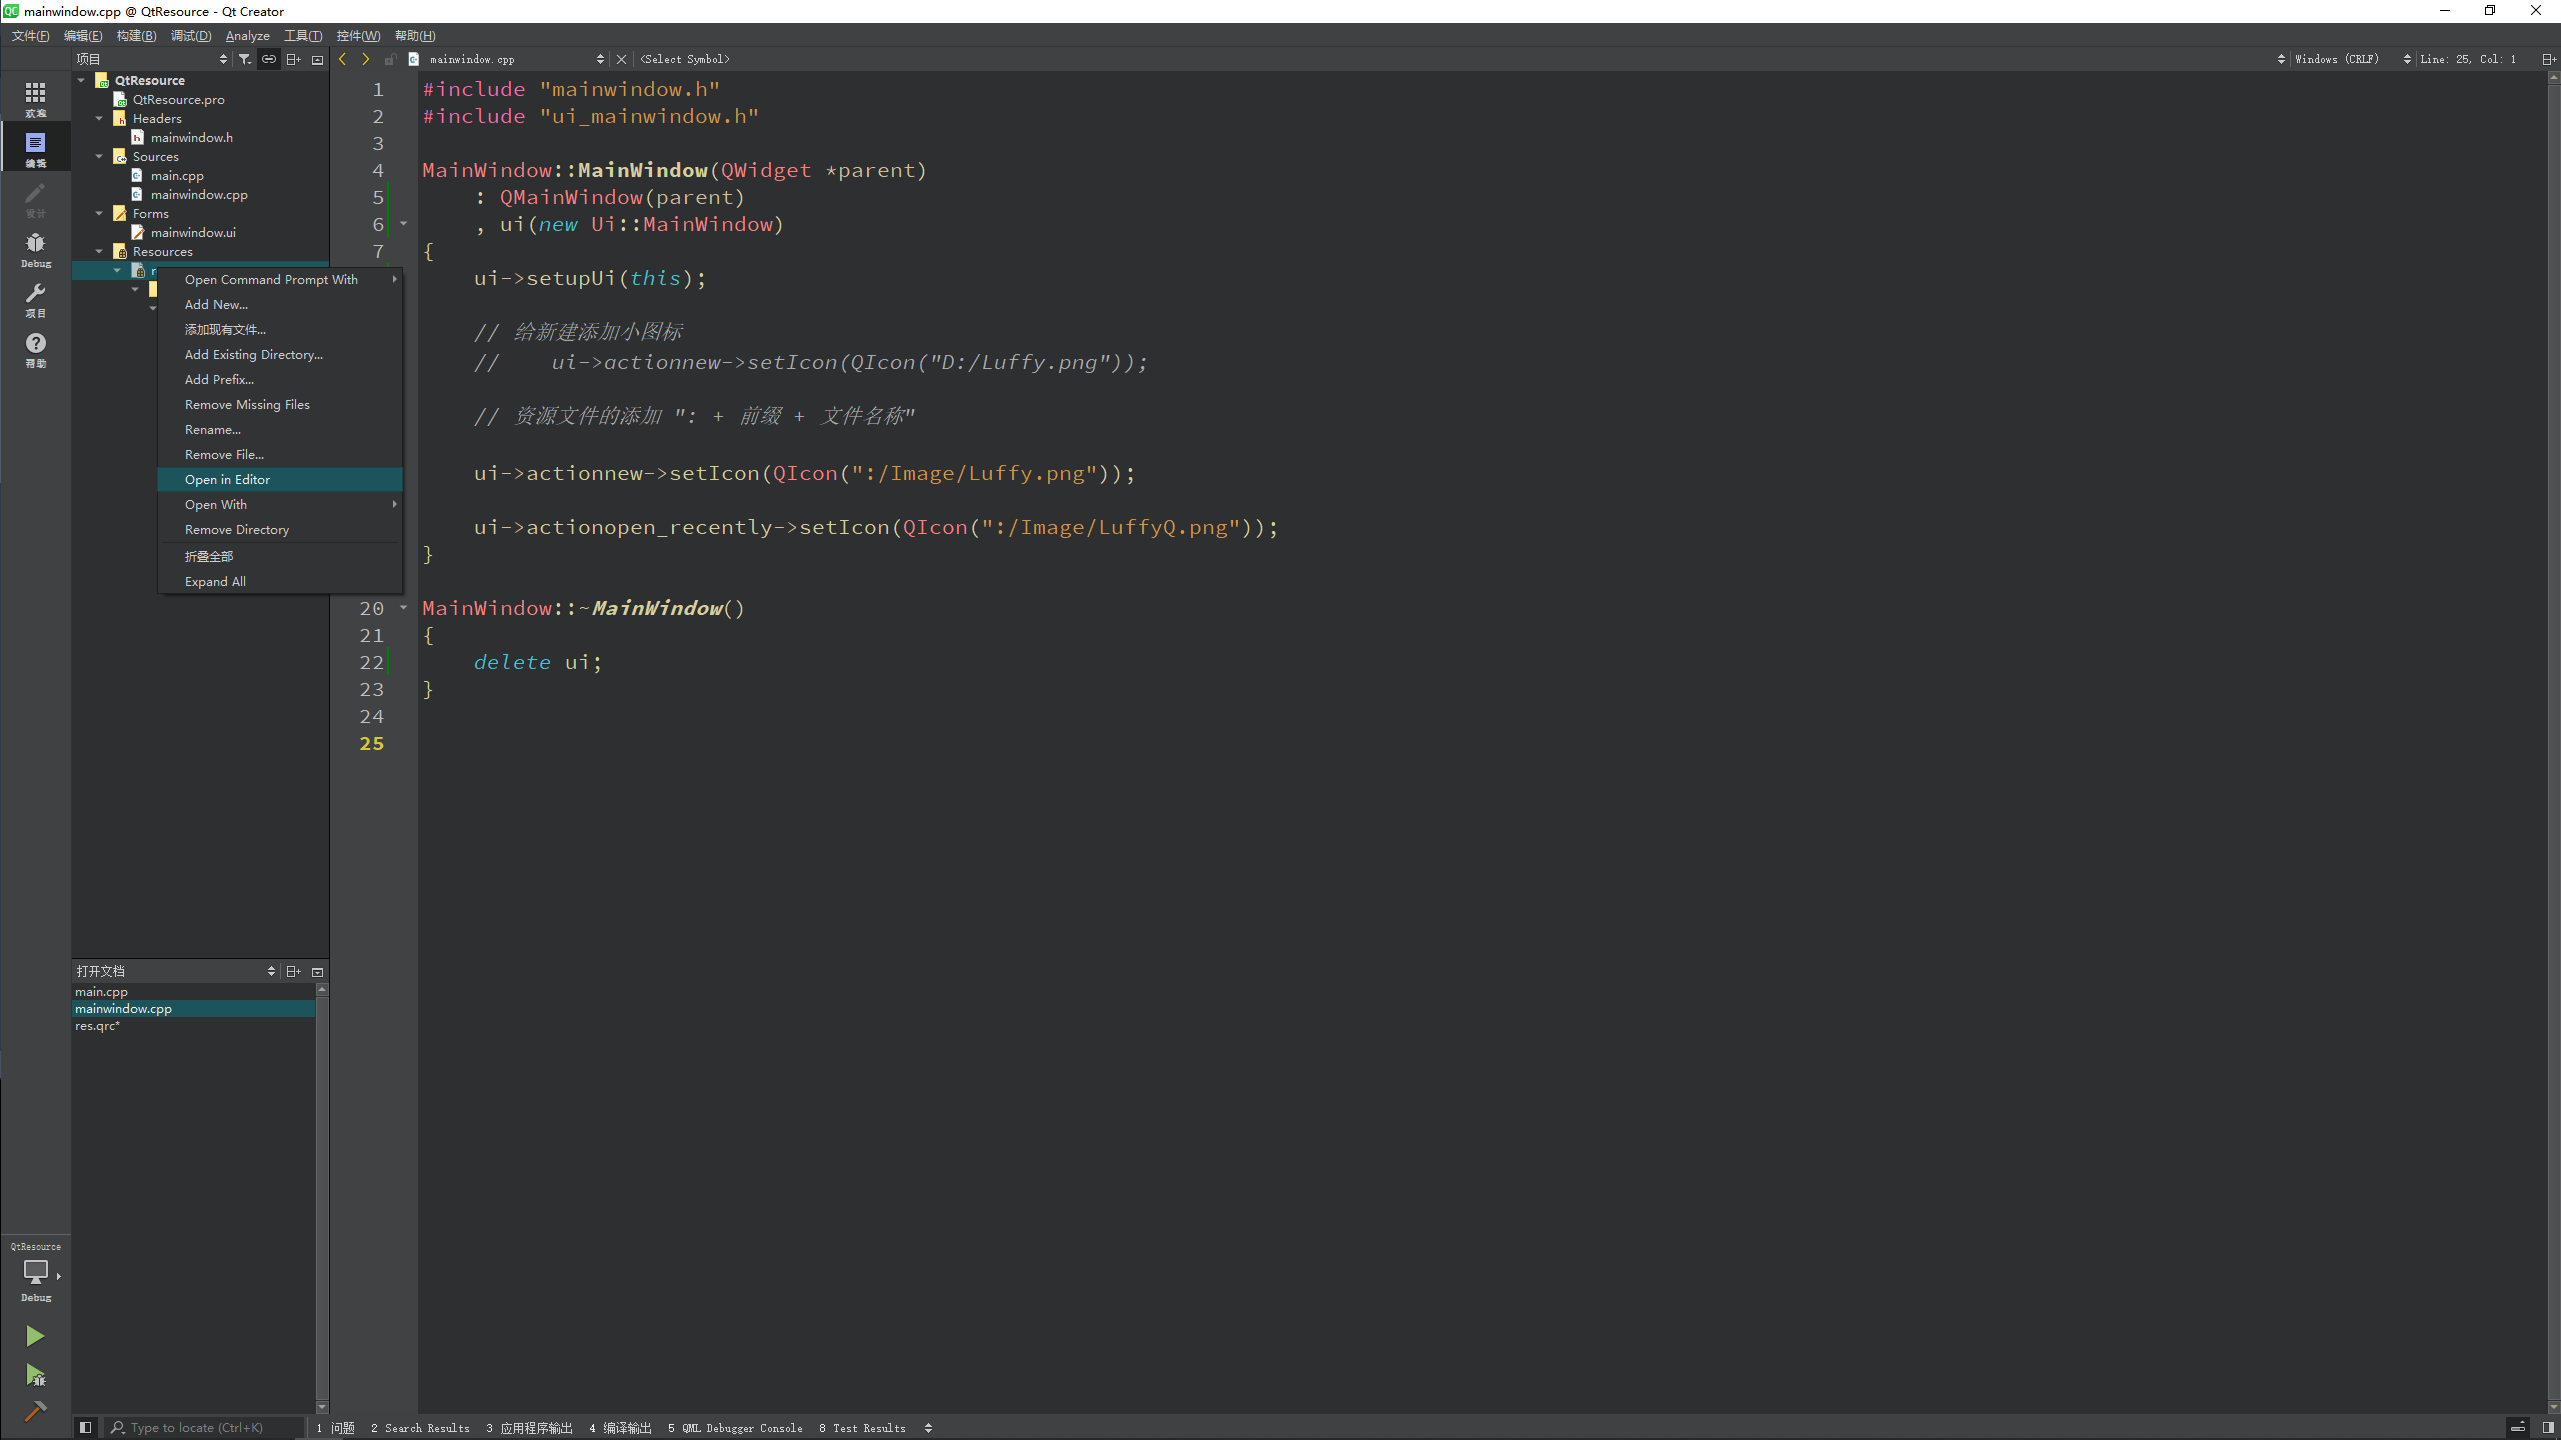 mainwindow.cpp @ QtResource - Qt Creator
文件(F) 编辑(E) 构建(B) 调试(D) Analyze 工具(T) 控件(W) 帮助(H)
项目
mainwindow.cpp
<Select Symbol>
Windows (CRLF)
Line: 25, Col: 1
欢迎
编辑
设计
Debug
项目
帮助
QtResource
QtResource.pro
Headers
mainwindow.h
Sources
main.cpp
mainwindow.cpp
Forms
mainwindow.ui
Resources
Open Command Prompt With
Add New...
添加现有文件...
Add Existing Directory...
Add Prefix...
Remove Missing Files
Rename...
Remove File...
Open in Editor
Open With
Remove Directory
折叠全部
Expand All
1 #include "mainwindow.h"
2 #include "ui_mainwindow.h"
3
4 MainWindow::MainWindow(QWidget *parent)
5 : QMainWindow(parent)
6 , ui(new Ui::MainWindow)
7 {
ui->setupUi(this);
// 给新建添加小图标
// ui->actionnew->setIcon(QIcon("D:/Luffy.png"));
// 资源文件的添加 ": + 前缀 + 文件名称"
ui->actionnew->setIcon(QIcon(":/Image/Luffy.png"));
ui->actionopen_recently->setIcon(QIcon(":/Image/LuffyQ.png"));
}
20 MainWindow::~MainWindow()
21 {
22 delete ui;
23 }
24
25
打开文档
main.cpp
mainwindow.cpp
res.qrc*
QtResource
Debug
Type to locate (Ctrl+K)
1 问题 2 Search Results 3 应用程序输出 4 编译输出 5 QML Debugger Console 8 Test Results